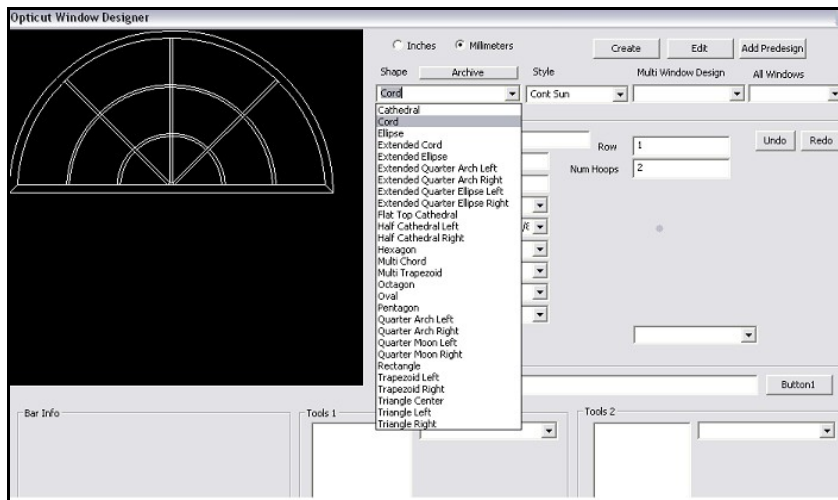 Opticut Window Designer
Inches
Millimeters
Create
Edit
Add Predesign
Shape
Archive
Style
Multi Window Design
All Windows
Cord
Cont Sun
Cathedral
Cord
Ellipse
Extended Cord
Extended Ellipse
Extended Quarter Arch Left
Extended Quarter Arch Right
Extended Quarter Ellipse Left
Extended Quarter Ellipse Right
Flat Top Cathedral
Half Cathedral Left
Half Cathedral Right
Hexagon
Multi Chord
Multi Trapezoid
Octagon
Oval
Pentagon
Quarter Arch Left
Quarter Arch Right
Quarter Moon Left
Quarter Moon Right
Rectangle
Trapezoid Left
Trapezoid Right
Triangle Center
Triangle Left
Triangle Right
Row
1
Undo
Redo
Num Hoops
2
Button1
Bar Info
Tools 1
Tools 2